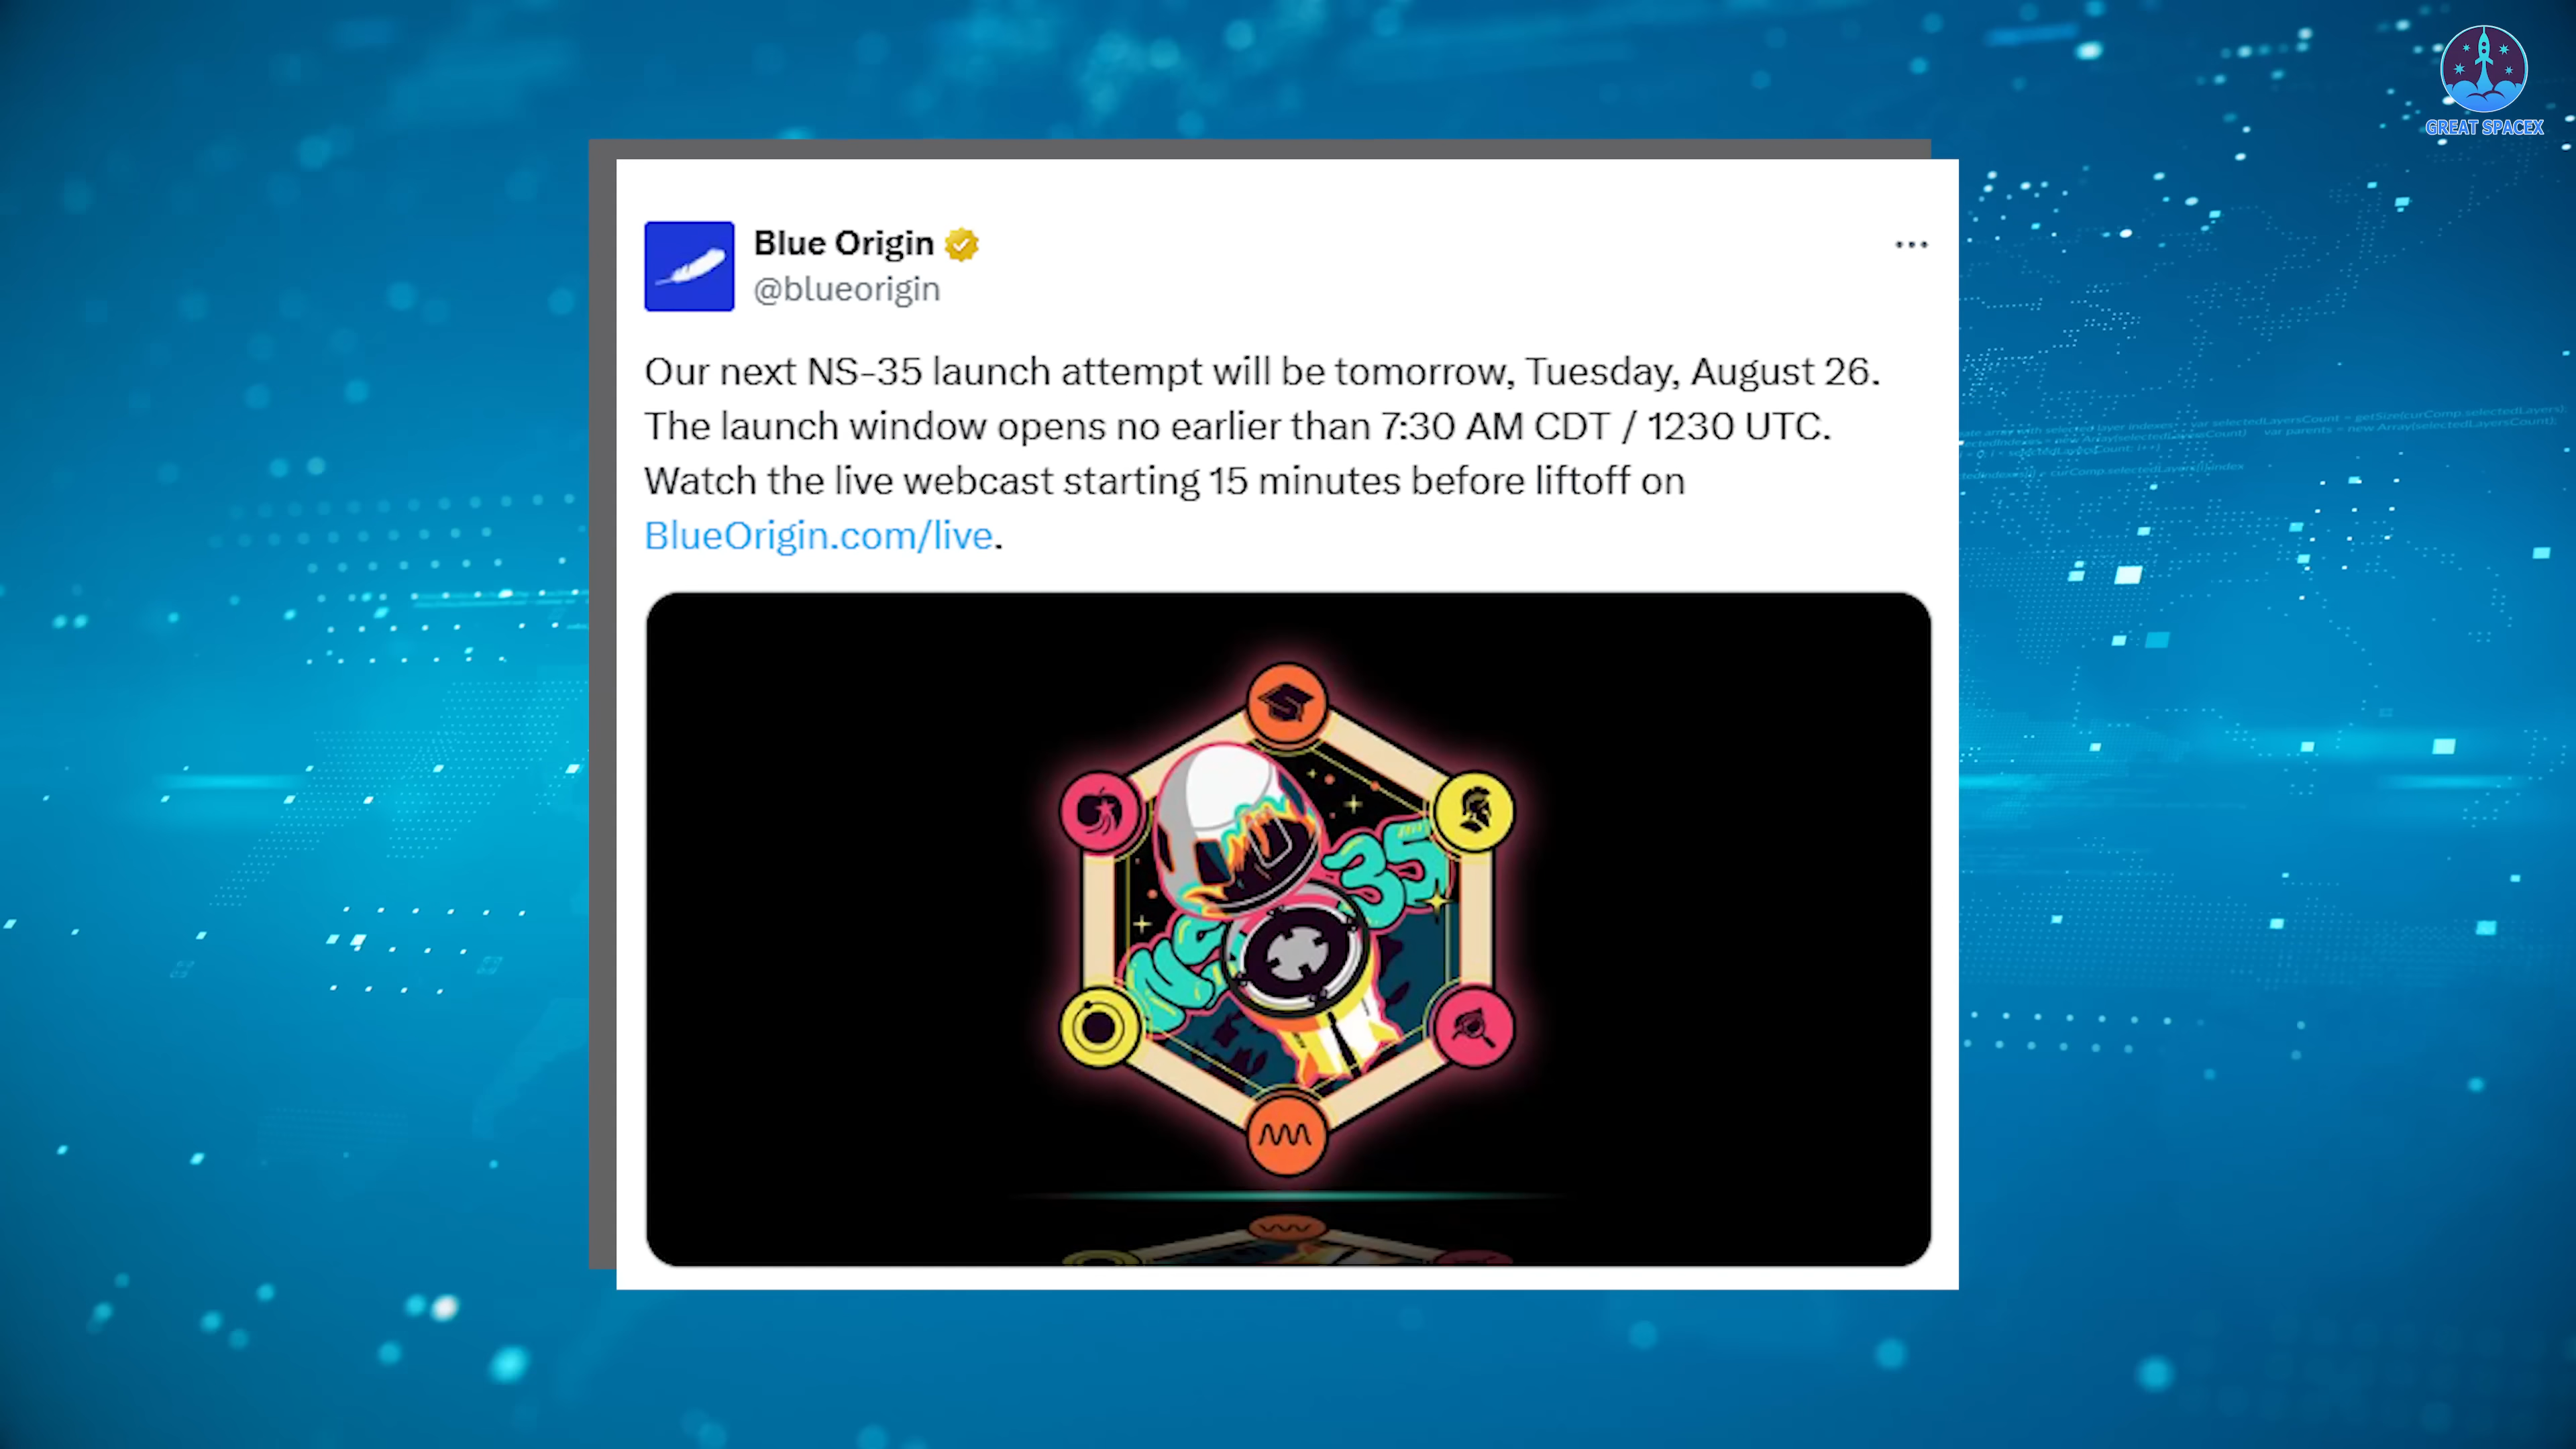 GREAT SPACEX
Blue Origin
@blueorigin
Our next NS-35 launch attempt will be tomorrow, Tuesday, August 26.
The launch window opens no earlier than 7:30 AM CDT / 1230 UTC.
Watch the live webcast starting 15 minutes before liftoff on
BlueOrigin.com/live.
NS
35